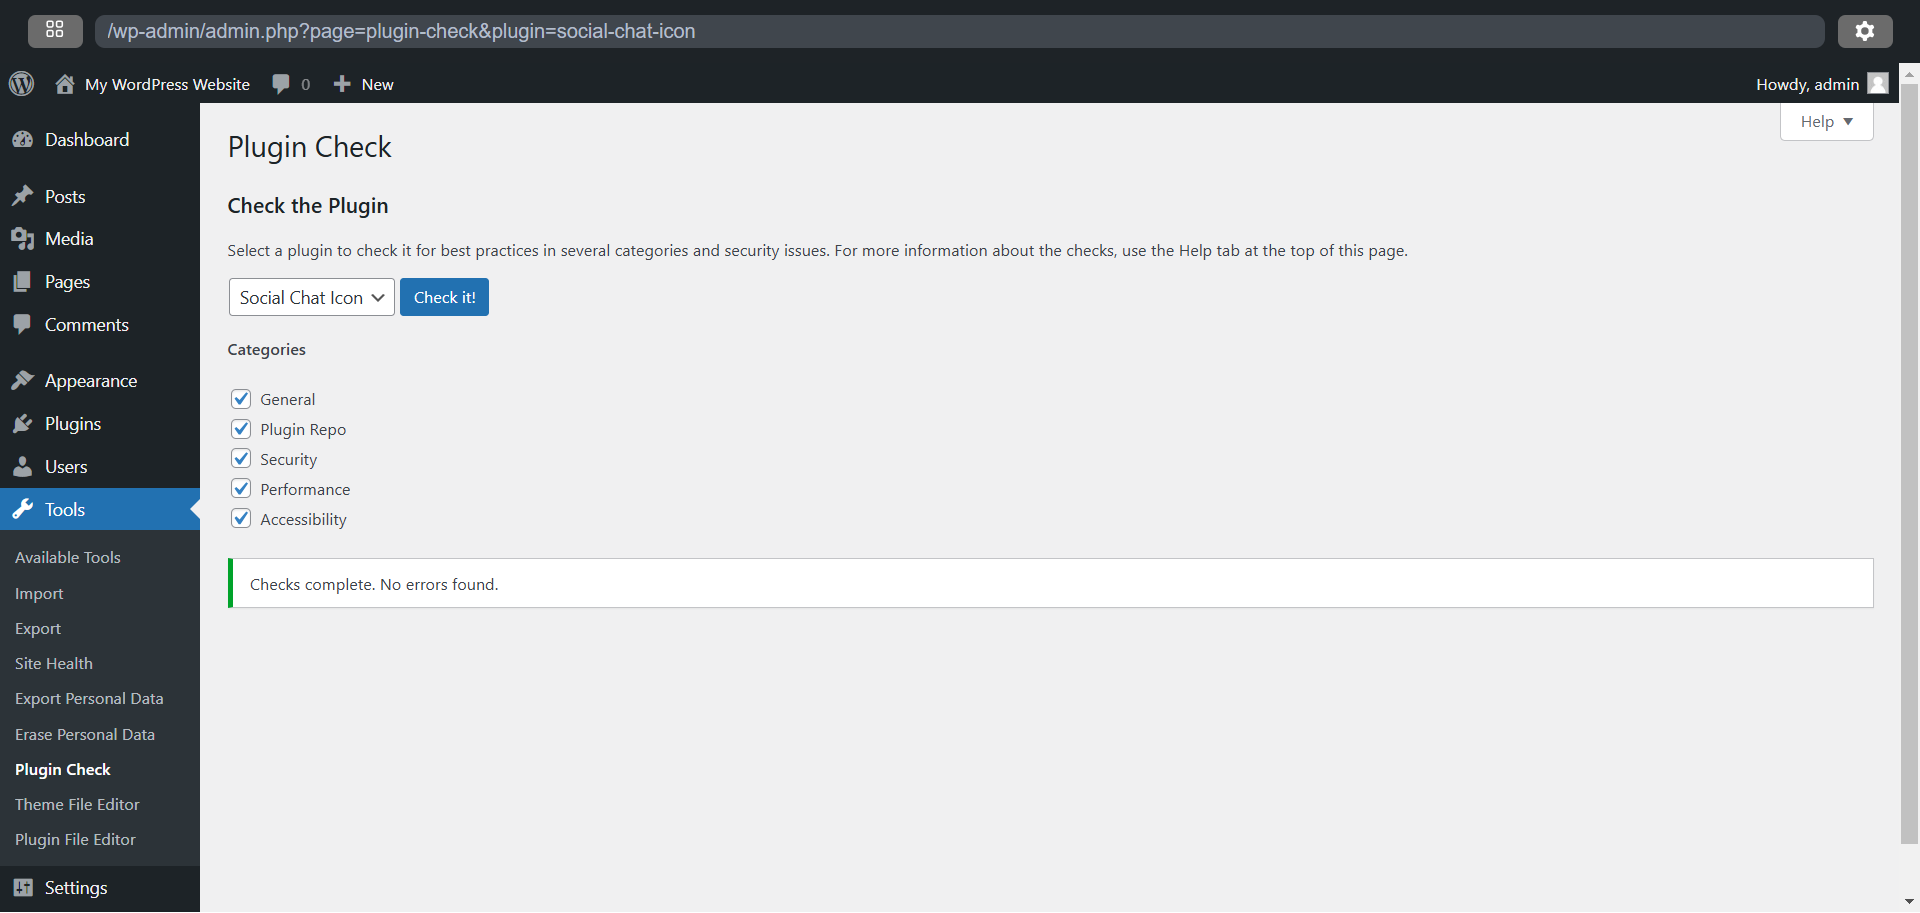 /wp-admin/admin.php?page=plugin-check&plugin=social-chat-icon
My WordPress Website 0 New Howdy, admin
Help
Dashboard
Posts
Media
Pages
Comments
Appearance
Plugins
Users
Tools
Available Tools
Import
Export
Site Health
Export Personal Data
Erase Personal Data
Plugin Check
Theme File Editor
Plugin File Editor
Settings
Plugin Check
Check the Plugin
Select a plugin to check it for best practices in several categories and security issues. For more information about the checks, use the Help tab at the top of this page.
Social Chat Icon Check it!
Categories
General
Plugin Repo
Security
Performance
Accessibility
Checks complete. No errors found.